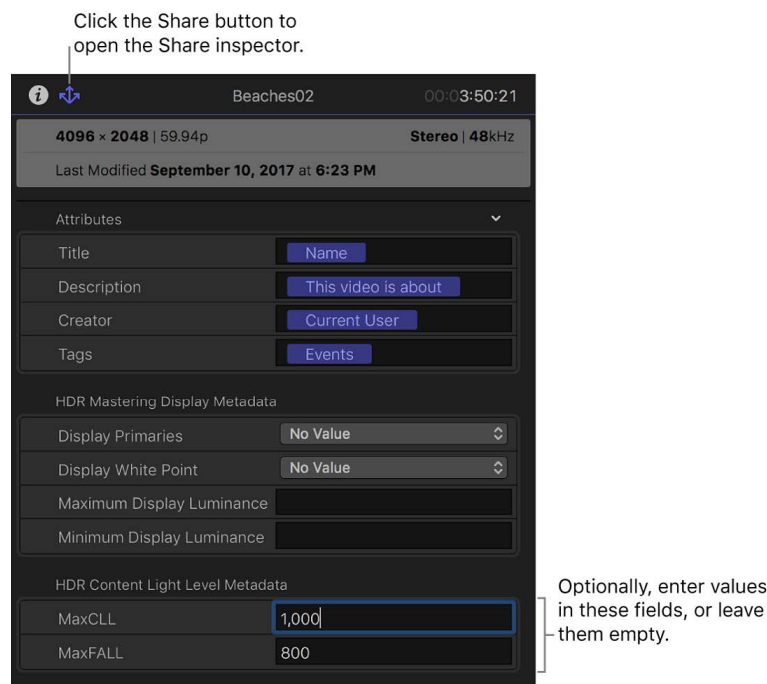 Click the Share button to
open the Share inspector.
Beaches02 00:03:50:21
4096 × 2048 | 59.94p Stereo | 48kHz
Last Modified September 10, 2017 at 6:23 PM
Attributes
Title Name
Description This video is about
Creator Current User
Tags Events
HDR Mastering Display Metadata
Display Primaries No Value
Display White Point No Value
Maximum Display Luminance
Minimum Display Luminance
HDR Content Light Level Metadata
MaxCLL 1,000
MaxFALL 800
Optionally, enter values
in these fields, or leave
them empty.